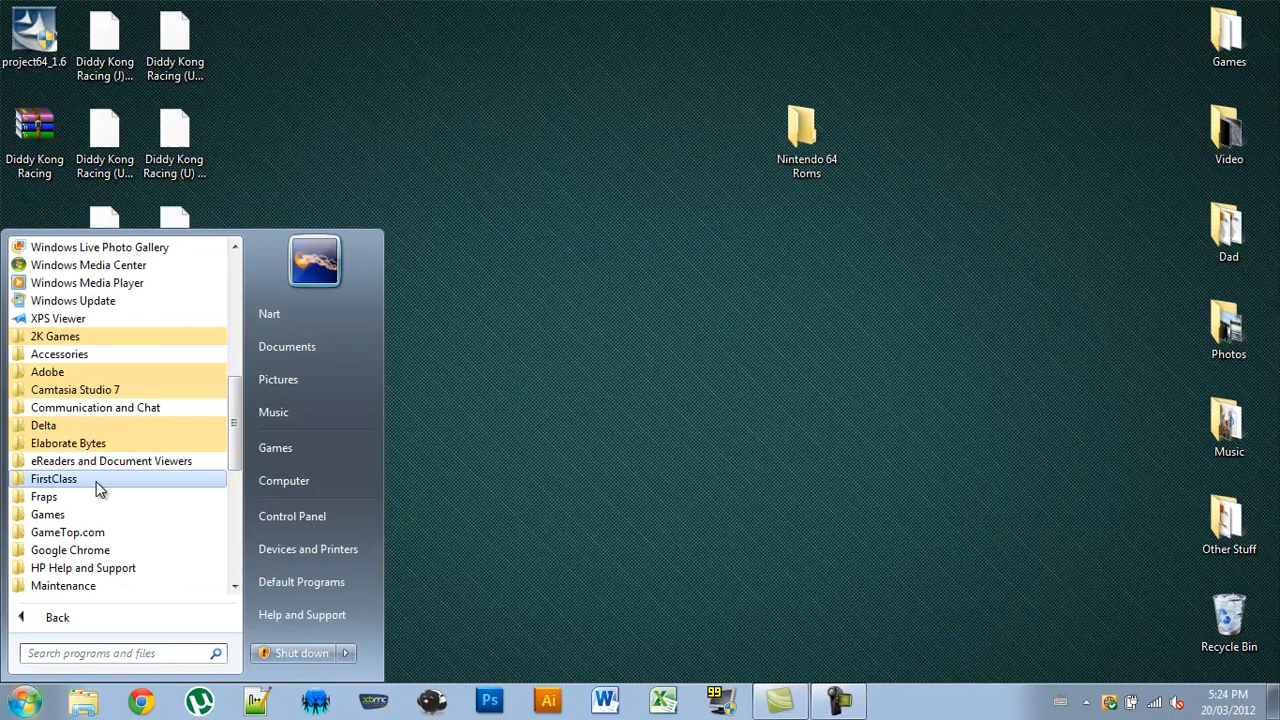 project64_1.6
Diddy Kong
Racing (J)...
Diddy Kong
Racing (U...
Diddy Kong
Racing
Diddy Kong
Racing (U...
Diddy Kong
Racing (U) ...
Nintendo 64
Roms
Games
Video
Dad
Photos
Music
Other Stuff
Recycle Bin
Windows Live Photo Gallery
Windows Media Center
Windows Media Player
Windows Update
XPS Viewer
2K Games
Accessories
Adobe
Camtasia Studio 7
Communication and Chat
Delta
Elaborate Bytes
eReaders and Document Viewers
FirstClass
Fraps
Games
GameTop.com
Google Chrome
HP Help and Support
Maintenance
Back
Search programs and files
Nart
Documents
Pictures
Music
Games
Computer
Control Panel
Devices and Printers
Default Programs
Help and Support
Shut down
Ps
Ai
W
X
99
5:24 PM
20/03/2012